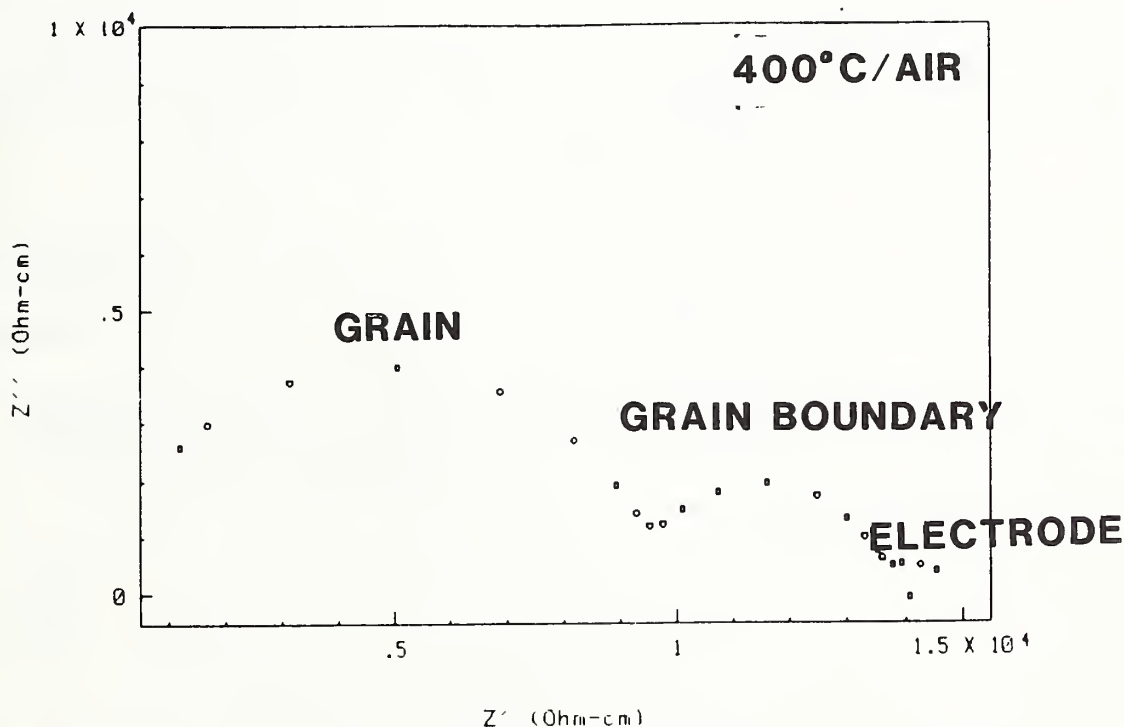 1 X 10⁴
400°C/AIR
Z´´ (Ohm-cm)
.5
GRAIN
GRAIN BOUNDARY
ELECTRODE
0
.5
1
1.5 X 10⁴
Z´ (Ohm-cm)